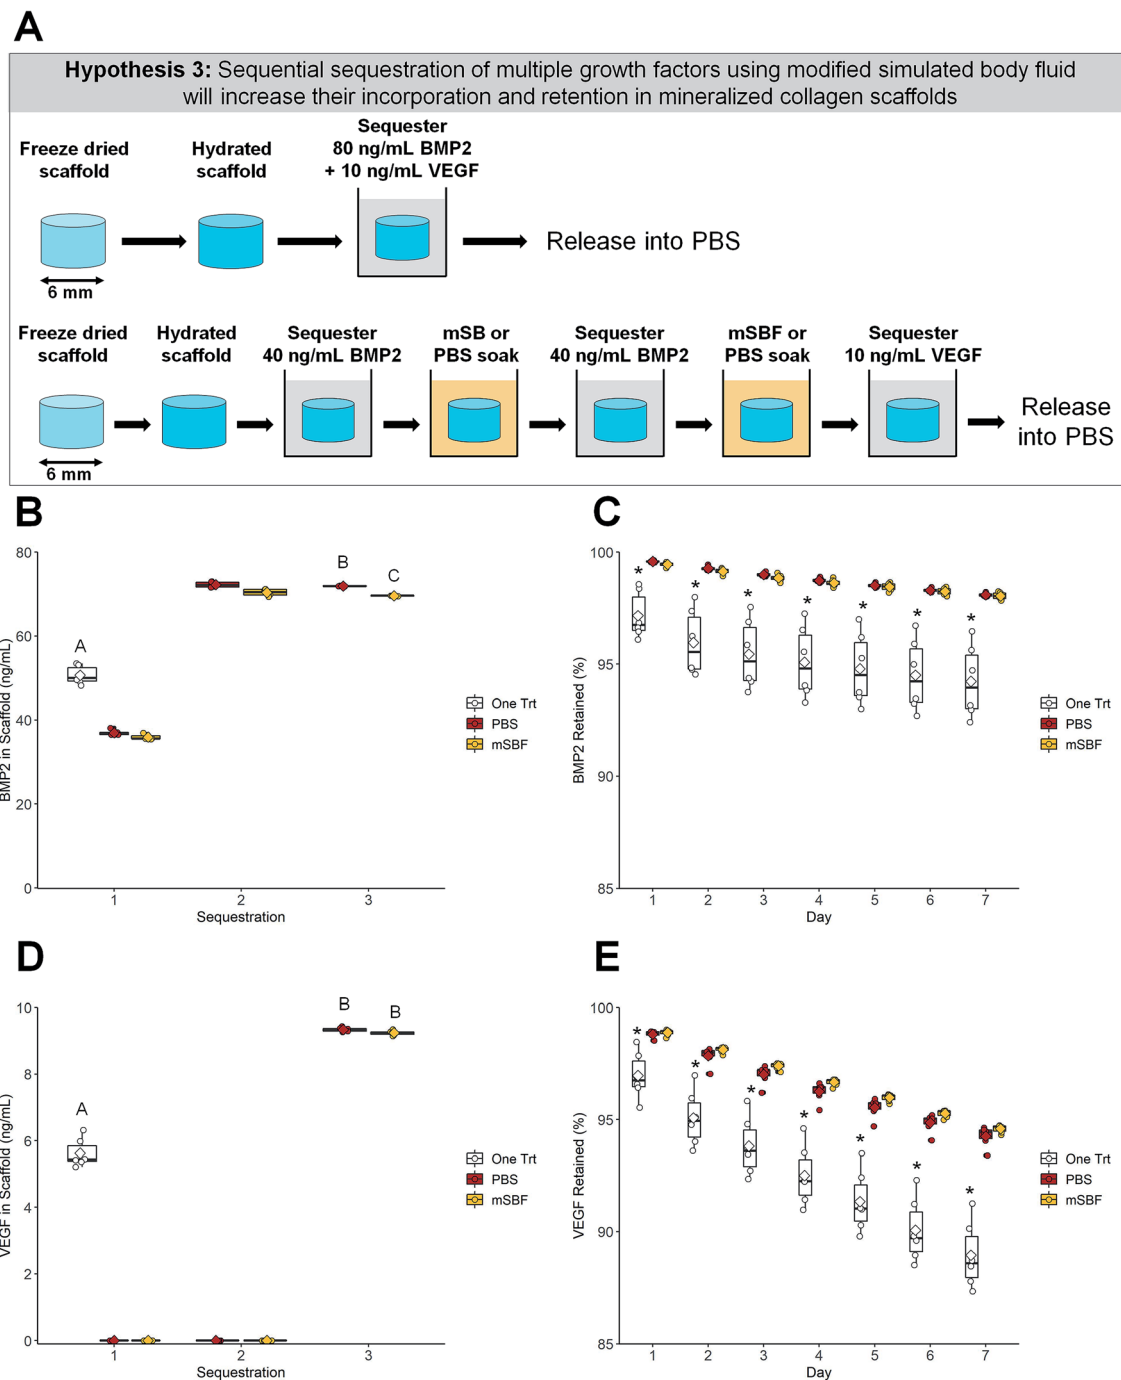 A
Hypothesis 3: Sequential sequestration of multiple growth factors using modified simulated body fluid
will increase their incorporation and retention in mineralized collagen scaffolds
Freeze dried
scaffold
Hydrated
scaffold
Sequester
80 ng/mL BMP2
+ 10 ng/mL VEGF
Release into PBS
6 mm
Freeze dried
scaffold
Hydrated
scaffold
Sequester
40 ng/mL BMP2
mSB or
PBS soak
Sequester
40 ng/mL BMP2
mSBF or
PBS soak
Sequester
10 ng/mL VEGF
Release
into PBS
6 mm
B
BMP2 in Scaffold (ng/mL)
80
60
40
20
0
A
B
C
1
2
3
Sequestration
One Trt
PBS
mSBF
C
BMP2 Retained (%)
100
95
90
85
*
*
*
*
*
*
*
1
2
3
4
5
6
7
Day
One Trt
PBS
mSBF
D
VEGF in Scaffold (ng/mL)
10
8
6
4
2
0
A
B
B
1
2
3
Sequestration
One Trt
PBS
mSBF
E
VEGF Retained (%)
100
95
90
85
*
*
*
*
*
*
*
1
2
3
4
5
6
7
Day
One Trt
PBS
mSBF